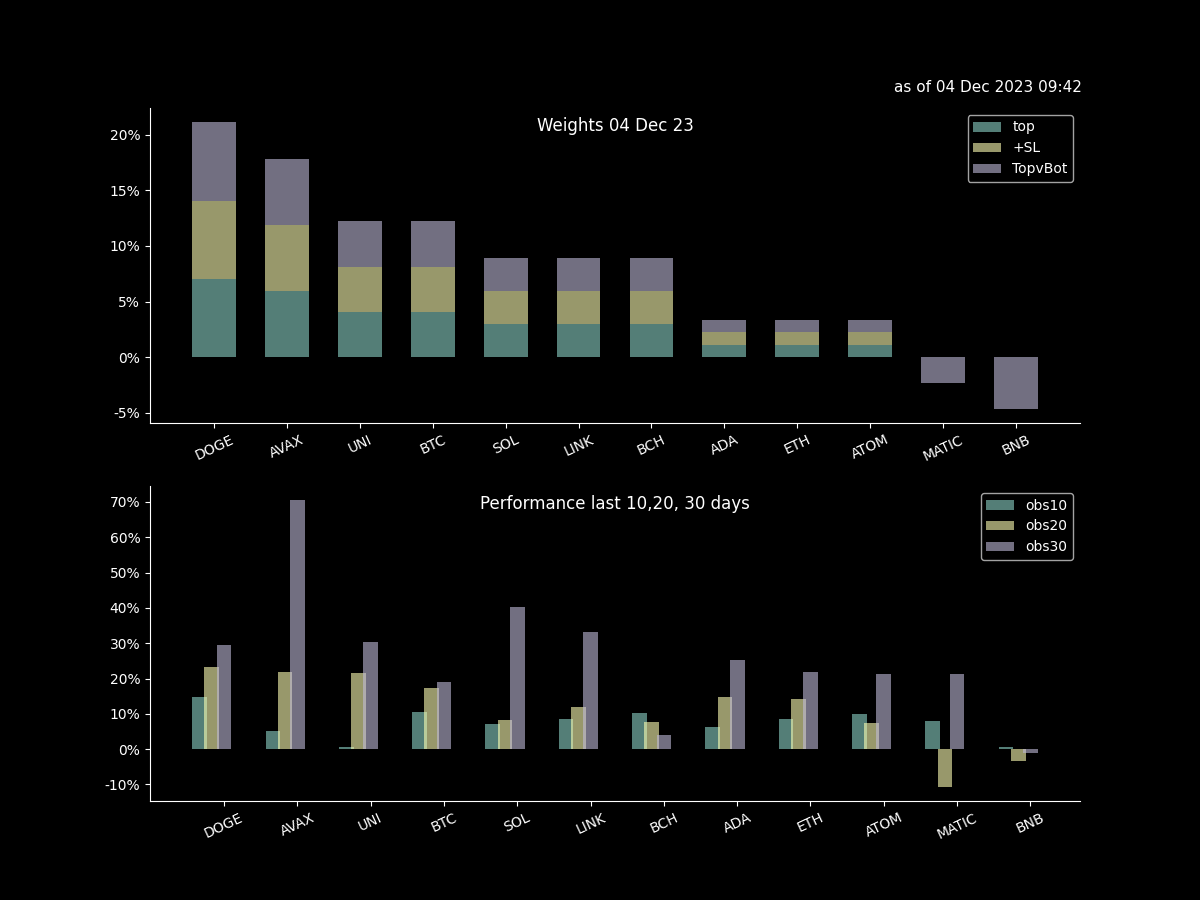 as of 04 Dec 2023 09:42
Weights 04 Dec 23
top
+SL
TopvBot
20%
15%
10%
5%
0%
-5%
DOGE AVAX UNI BTC SOL LINK BCH ADA ETH ATOM MATIC BNB
Performance last 10,20, 30 days
obs10
obs20
obs30
70%
60%
50%
40%
30%
20%
10%
0%
-10%
DOGE AVAX UNI BTC SOL LINK BCH ADA ETH ATOM MATIC BNB